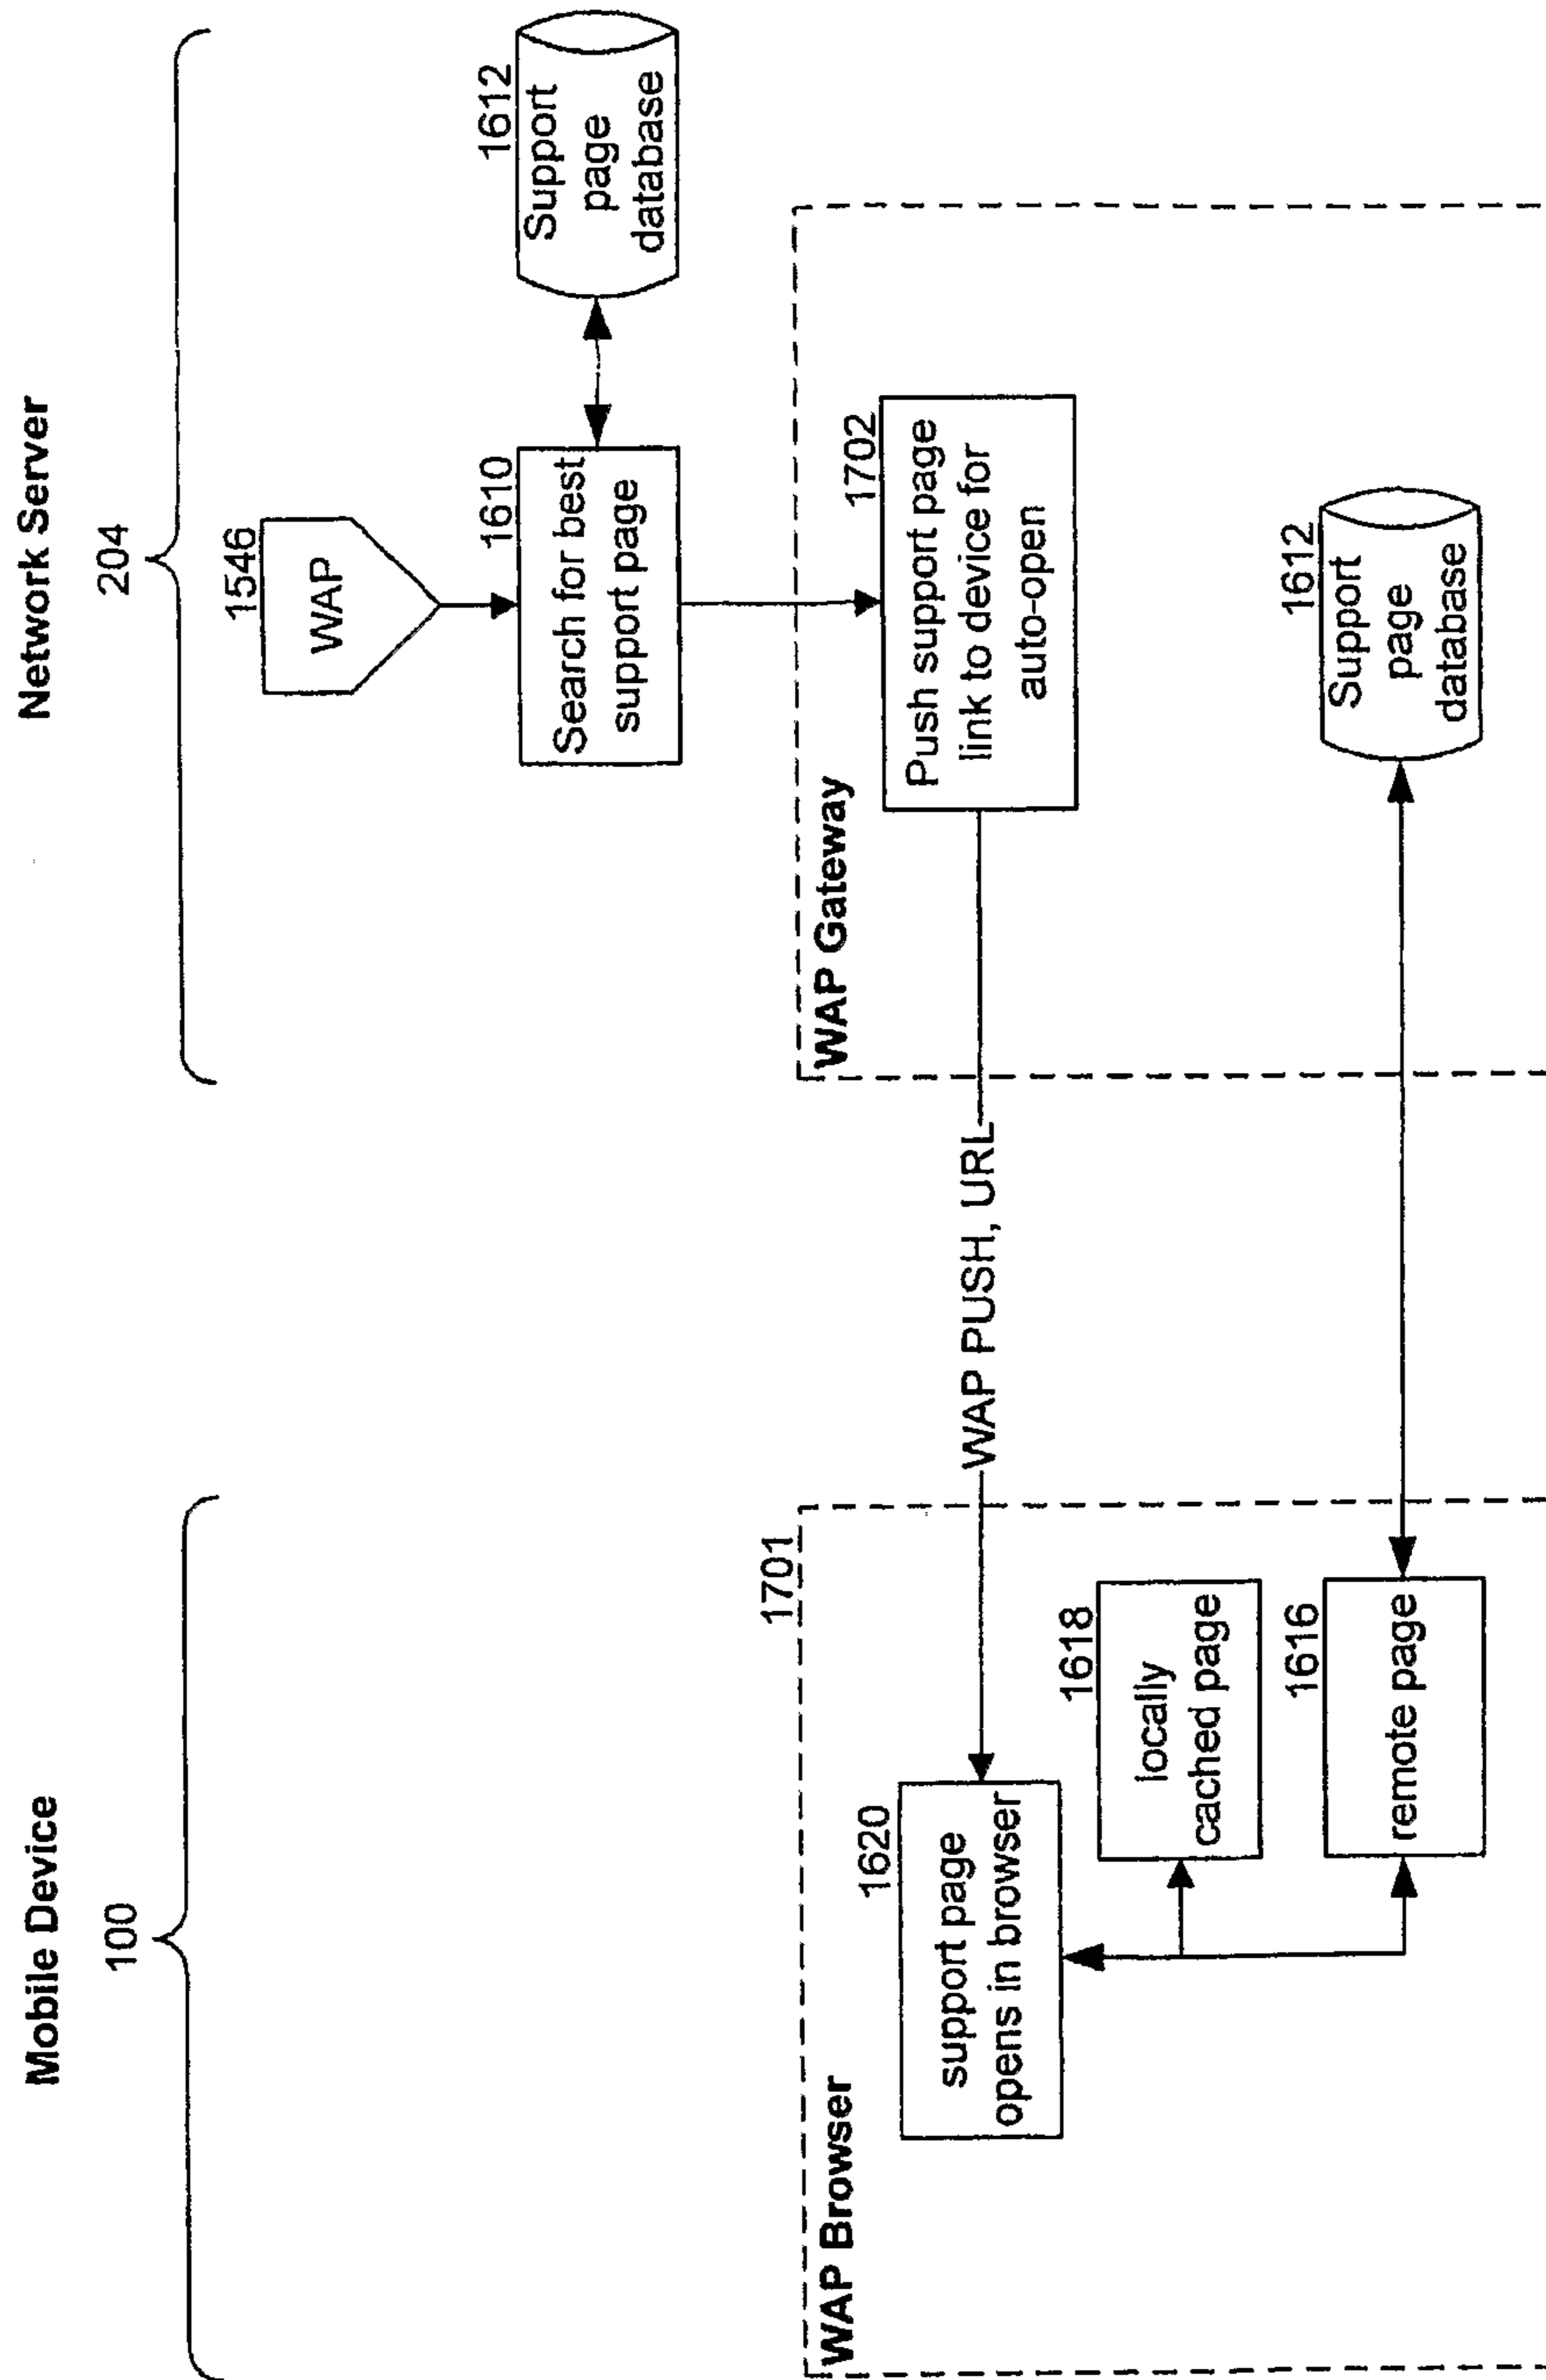 Mobile Device
Network Server
100
204
1546
WAP
1610
Search for best
support page
1612
Support
page
database
1701
WAP Browser
WAP Gateway
1620
support page
opens in browser
WAP PUSH, URL
1702
Push support page
link to device for
auto-open
1618
locally
cached page
1616
remote page
1612
Support
page
database